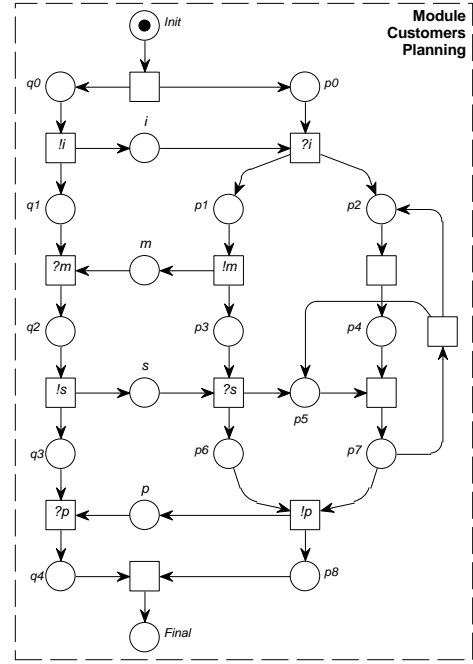 Init
Module
Customers
Planning
q0
p0
i
!i
?i
q1
p1
p2
m
?m
!m
q2
p3
p4
s
!s
?s
p5
q3
p6
p7
p
?p
!p
q4
p8
Final